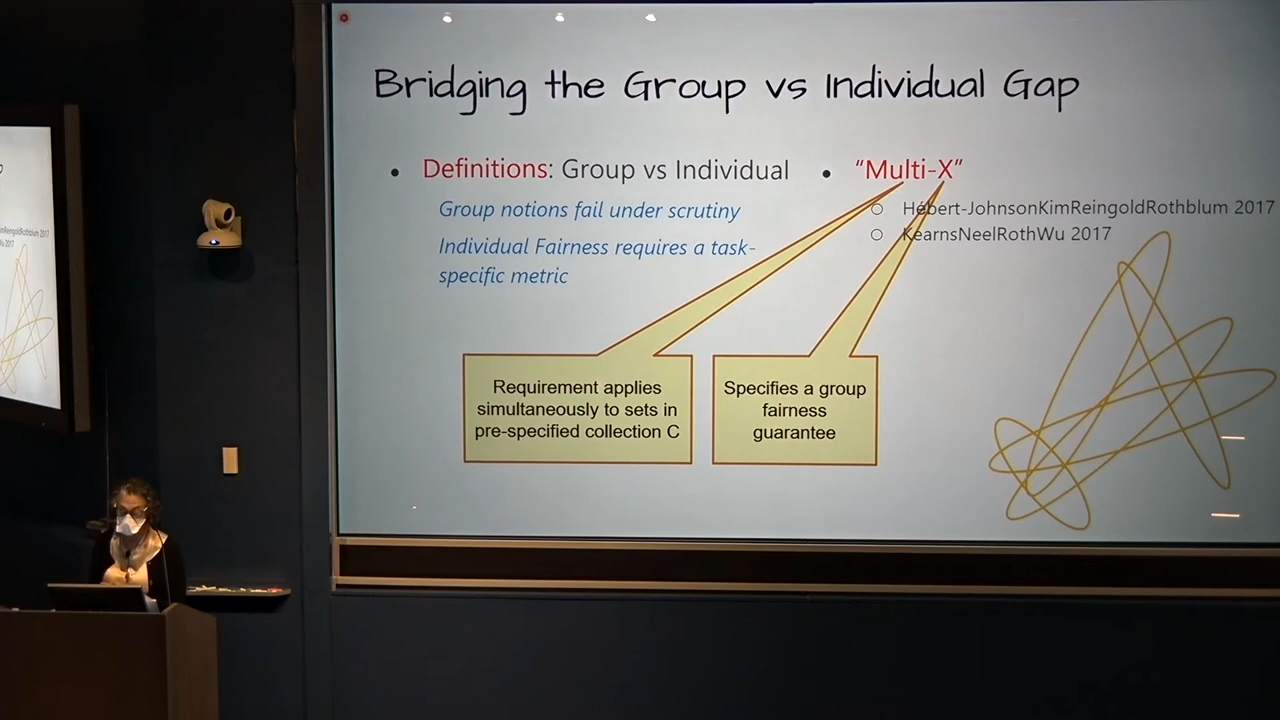 Bridging the Group vs Individual Gap
Definitions: Group vs Individual
Group notions fail under scrutiny
Individual Fairness requires a task-
specific metric
“Multi-X”
Hébert-JohnsonKimReingoldRothblum 2017
KearnsNeelRothWu 2017
Requirement applies
simultaneously to sets in
pre-specified collection C
Specifies a group
fairness
guarantee